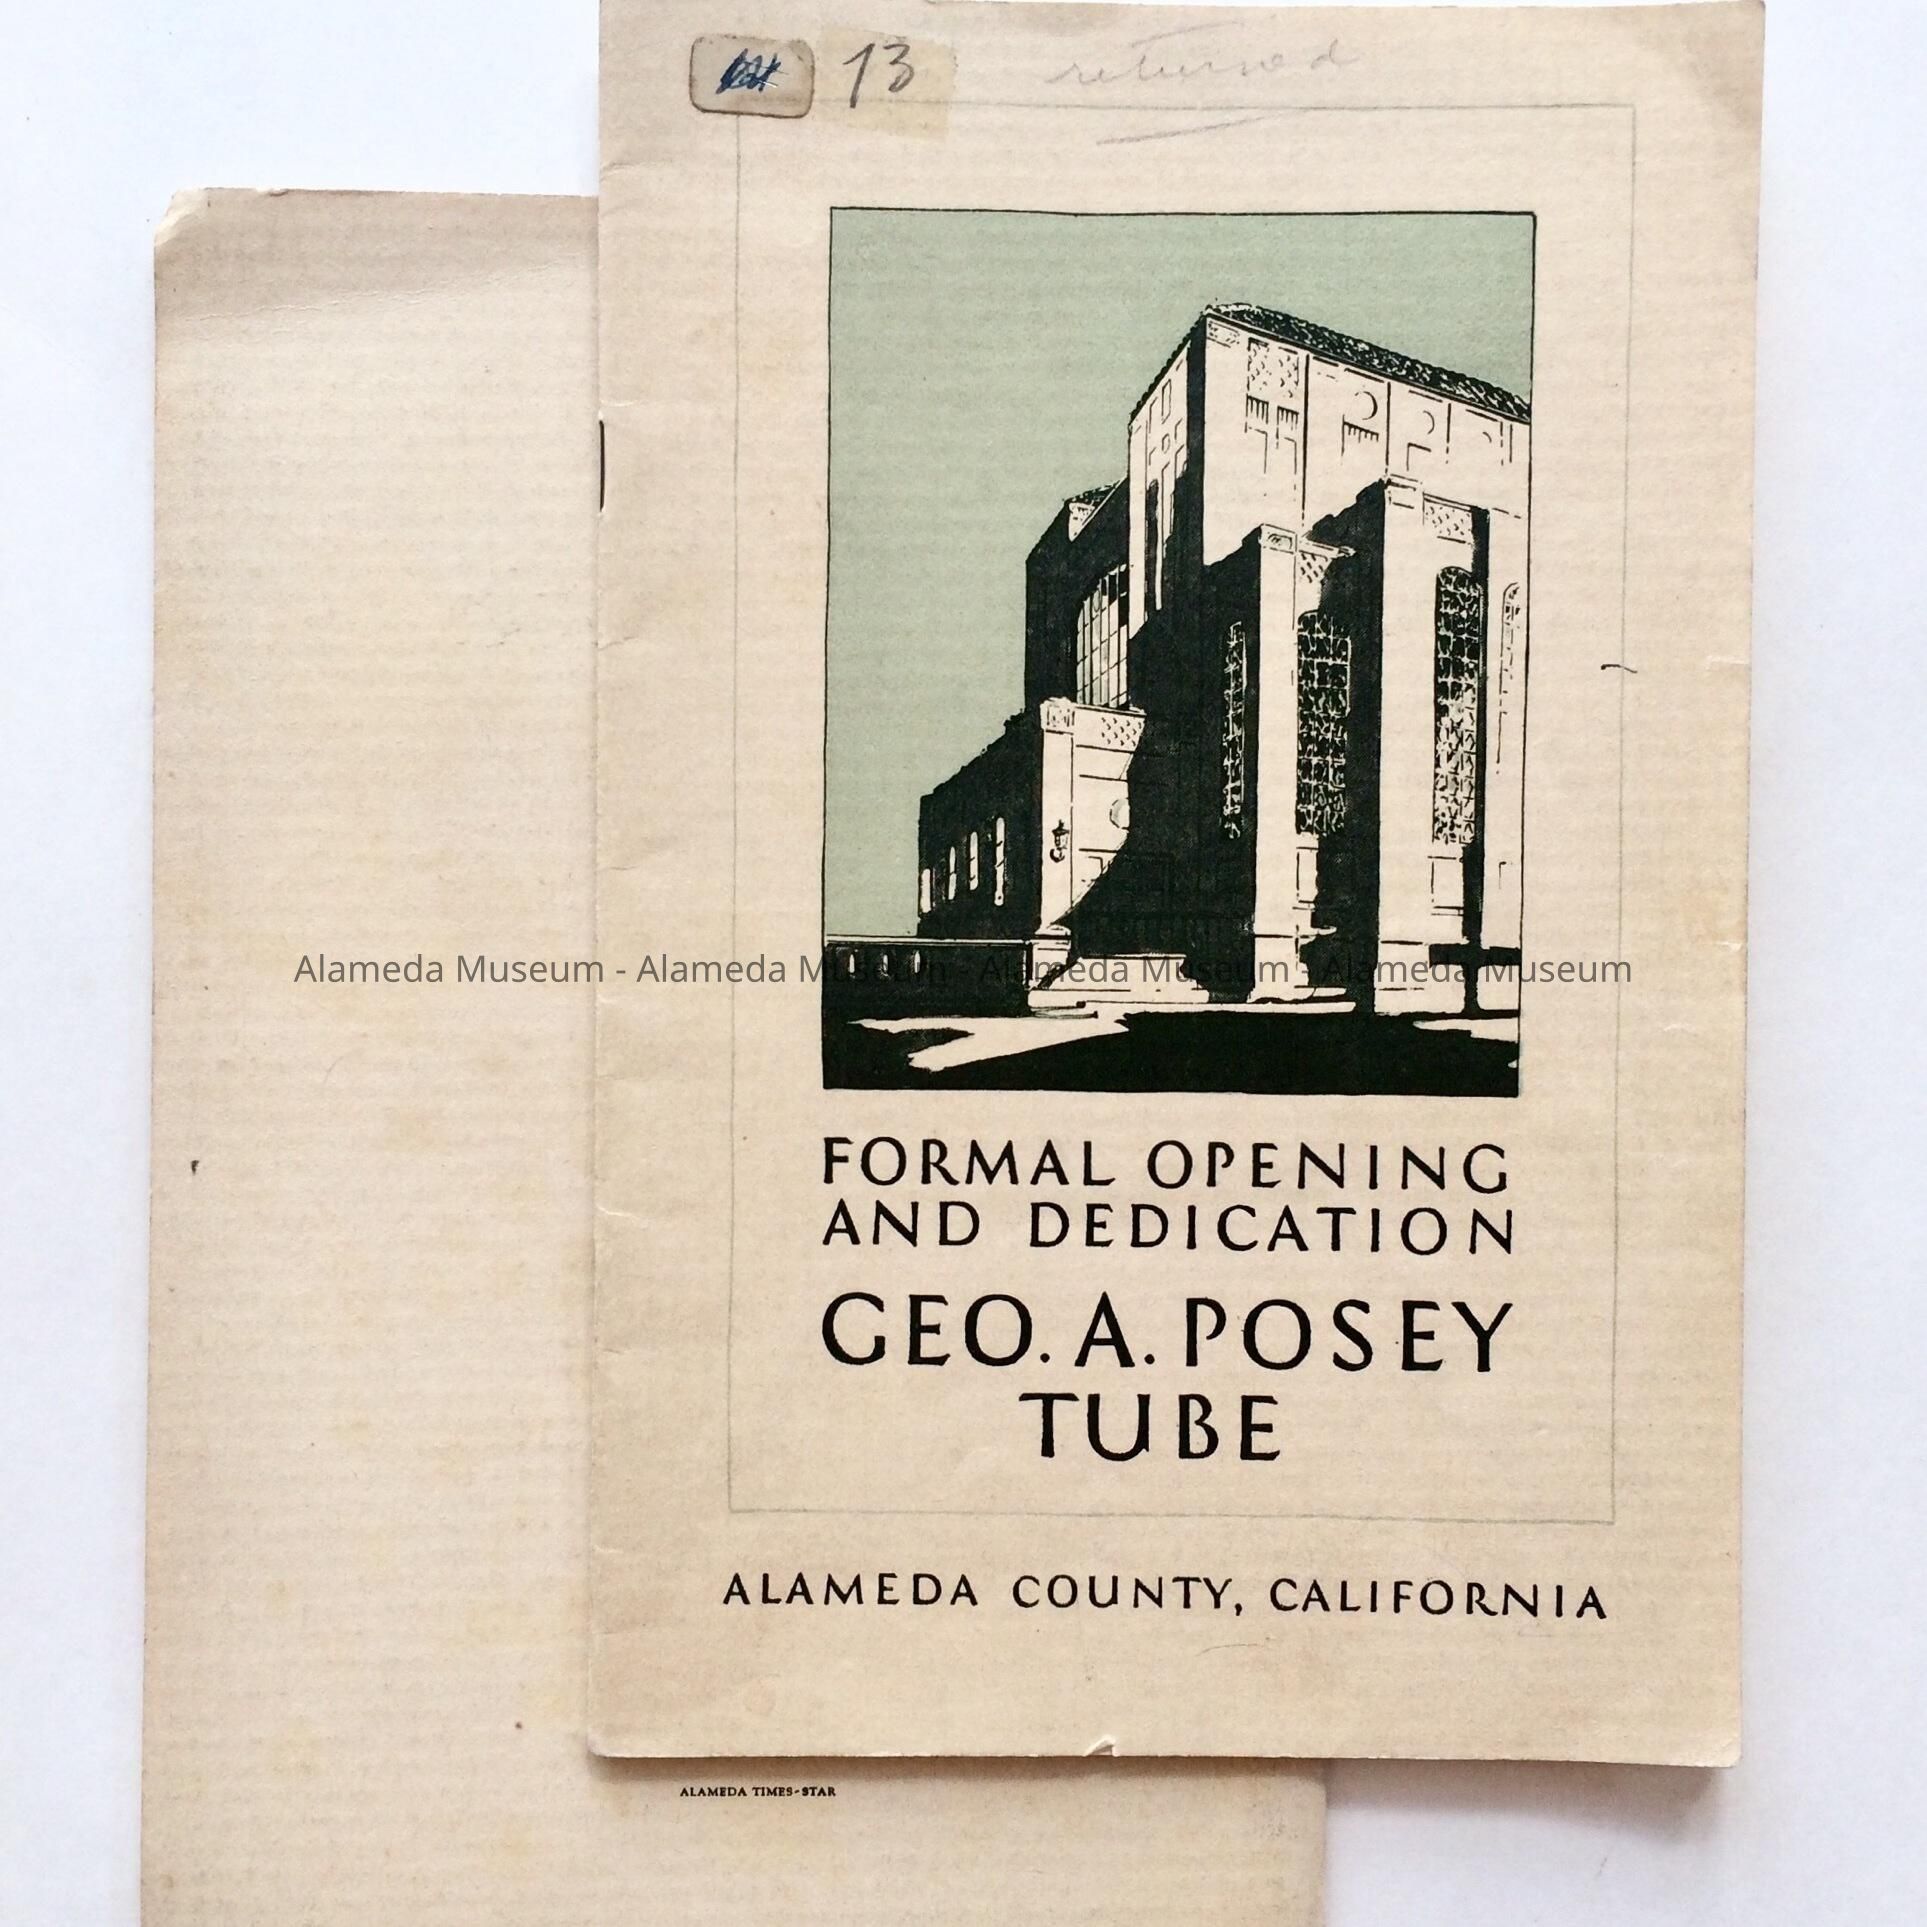 13
returned
Alameda Museum - Alameda Museum - Alameda Museum - Alameda Museum
FORMAL OPENING
AND DEDICATION
GEO. A. POSEY
TUBE
ALAMEDA COUNTY, CALIFORNIA
ALAMEDA TIMES-STAR